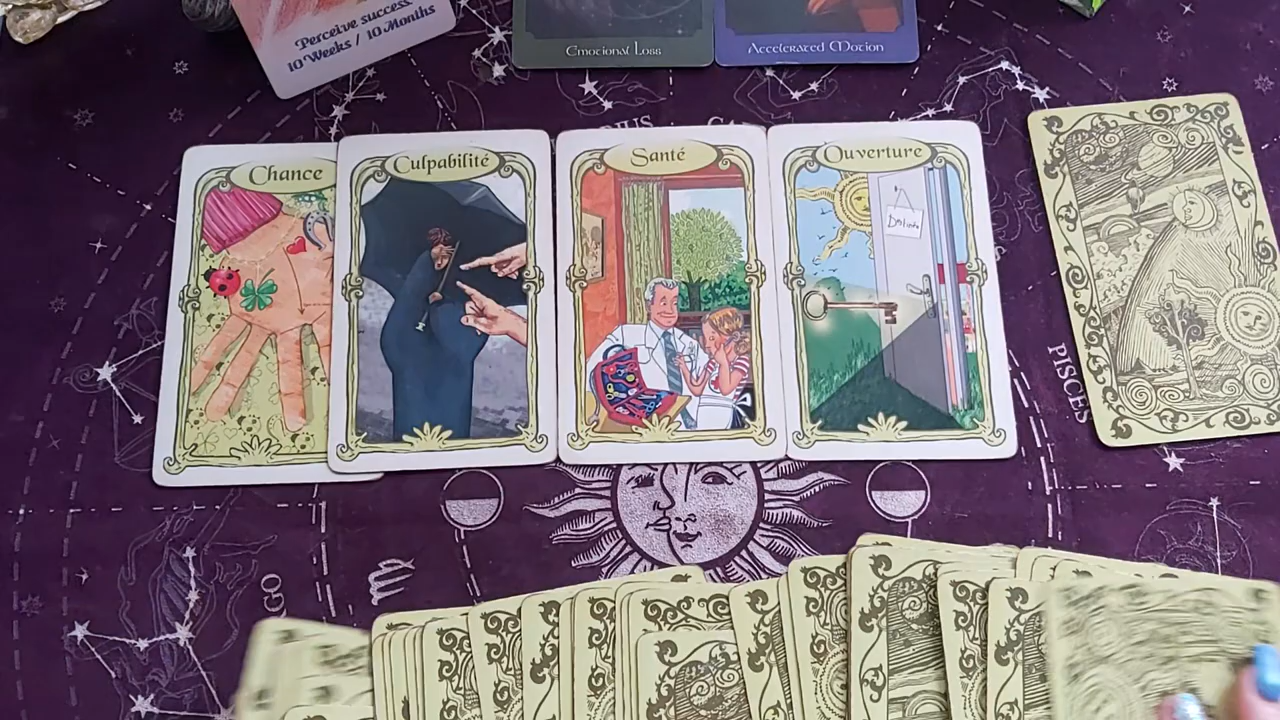 Perceive success.
10 Weeks / 10 Months
Emotional Loss
Accelerated Motion
Chance
Culpabilité
Santé
Ouverture
PISCES